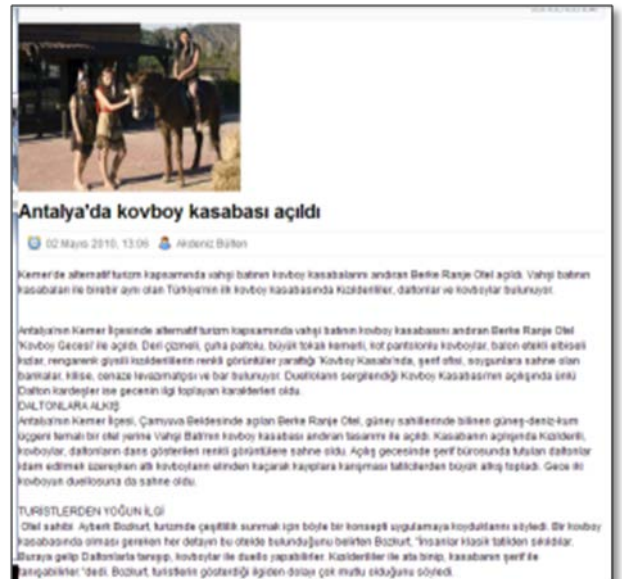 Antalya'da kovboy kasabası açıldı
02 Mayıs 2010, 13:06 Akdeniz Bülten
Kemer'de alternatif turizm kapsamında vahşi batının kovboy kasabalarını andıran Berke Ranje Otel açıldı. Vahşi batının
kasabaları ile birebir aynı olan Türkiye'nin ilk kovboy kasabasında Kızılderililer, daltonlar ve kovboylar bulunuyor.
Antalya'nın Kemer İlçesinde alternatif turizm kapsamında vahşi batının kovboy kasabasını andıran Berke Ranje Otel
'Kovboy Gecesi' ile açıldı. Deri çizmeli, çuha paltolu, büyük tokalı kemerli, kot pantolonlu kovboylar, balon etekli elbiseli
kızlar, rengarenk giysili kızılderililerin renkli görüntüler yarattığı 'Kovboy Kasabı'nda, şerif ofisi, soygunlara sahne olan
bankalar, kilise, cenaze levazımatçısı ve bar bulunuyor. Duelloların sergilendiği Kovboy Kasabası'nın açılışında ünlü
Dalton kardeşler ise gecenin ilgi toplayan karakterleri oldu.
DALTONLARA ALKIŞ
Antalya'nın Kemer İlçesi, Çamyuva Beldesinde açılan Berke Ranje Otel, güney sahillerinde bilinen güneş-deniz-kum
üçgeni temalı bir otel yerine Vahşi Batı'nın kovboy kasabası andıran tasarımı ile açıldı. Kasabanın açılışında Kızılderili,
kovboylar, daltonların dans gösterileri renkli görüntülere sahne oldu. Açılış gecesinde şerif bürosunda tutulan daltonlar
idam edilmek üzereyken atlı kovboyların elinden kaçarak kayıplara karışması tatilcilerden büyük alkış topladı. Gece iki
kovboyun duellosuna da sahne oldu.
TURİSTLERDEN YOĞUN İLGİ
Otel sahibi Ayberk Bozkurt, turizmde çeşitlilik sunmak için böyle bir konsepti uygulamaya koyduklarını söyledi. Bir kovboy
kasabasında olması gereken her detayın bu otelde bulunduğunu belirten Bozkurt, "İnsanlar klasik tatilden sıkıldılar.
Buraya gelip Daltonlarla tanışıp, kovboylar ile duello yapabilirler. Kızılderililer ile ata binip, kasabanın şerif ile
tanışabilirler."dedi. Bozkurt, turistlerin gösterdiği ilgiden dolayı çok mutlu olduğunu söyledi.